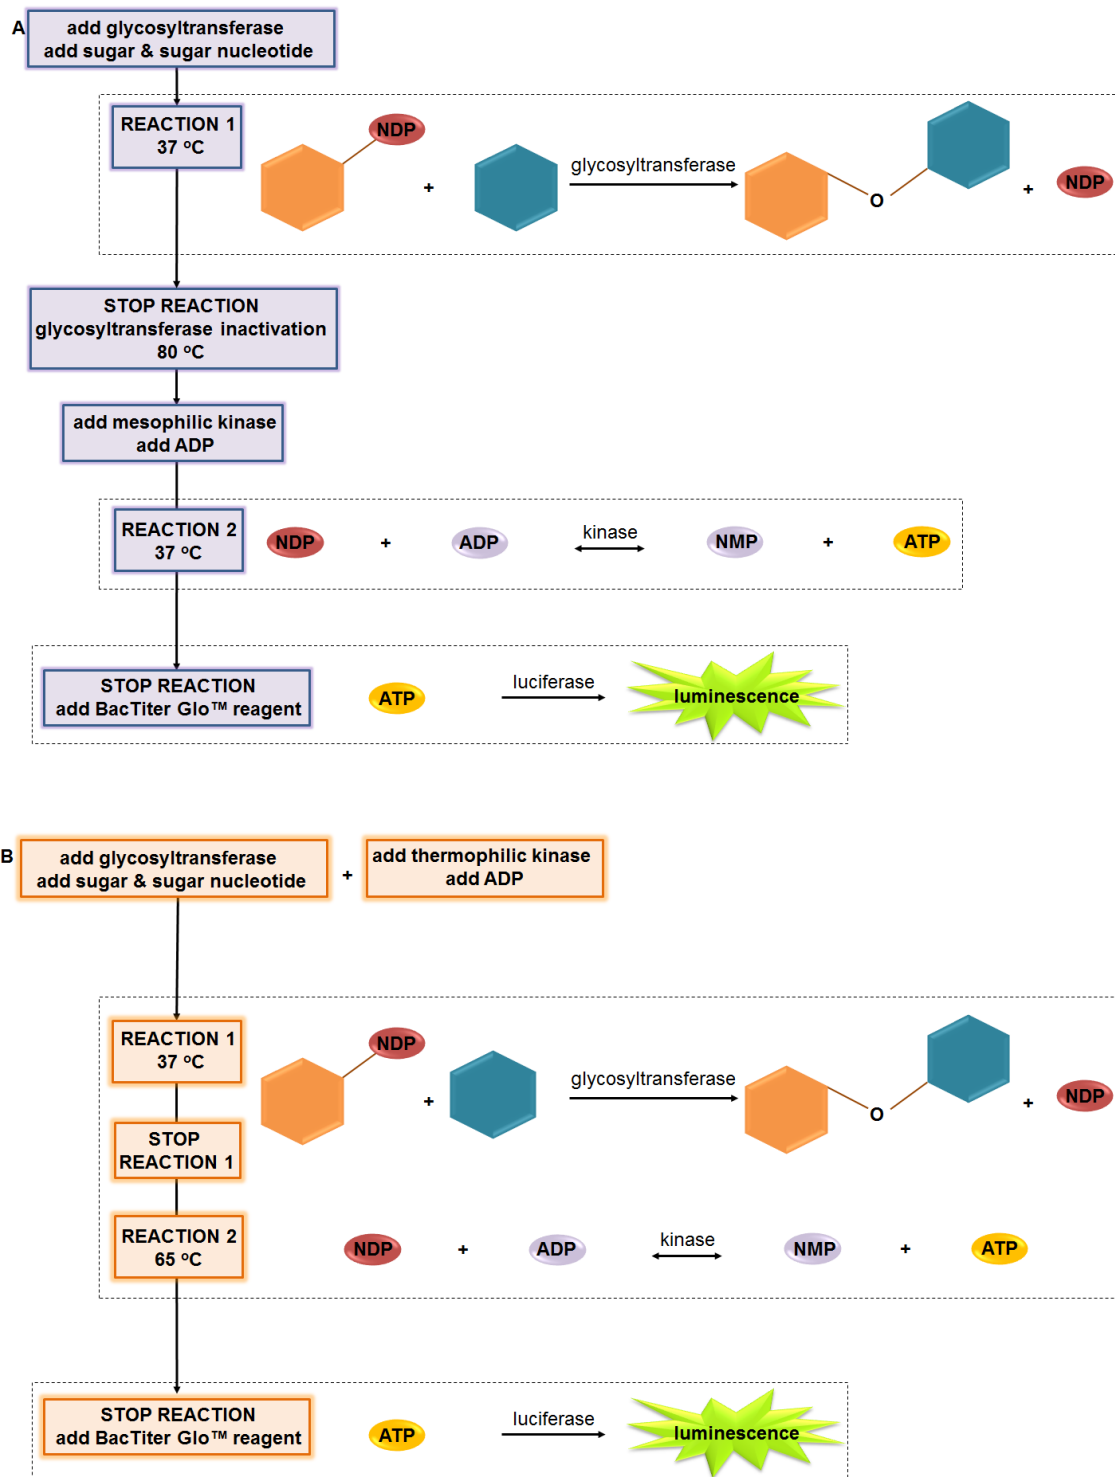 A
add glycosyltransferase
add sugar & sugar nucleotide
REACTION 1
37 °C
NDP
+
glycosyltransferase
O
+
NDP
STOP REACTION
glycosyltransferase inactivation
80 °C
add mesophilic kinase
add ADP
REACTION 2
37 °C
NDP
+
ADP
kinase
NMP
+
ATP
STOP REACTION
add BacTiter Glo™ reagent
ATP
luciferase
luminescence
B
add glycosyltransferase
add sugar & sugar nucleotide
+
add thermophilic kinase
add ADP
REACTION 1
37 °C
NDP
+
glycosyltransferase
O
+
NDP
STOP
REACTION 1
REACTION 2
65 °C
NDP
+
ADP
kinase
NMP
+
ATP
STOP REACTION
add BacTiter Glo™ reagent
ATP
luciferase
luminescence